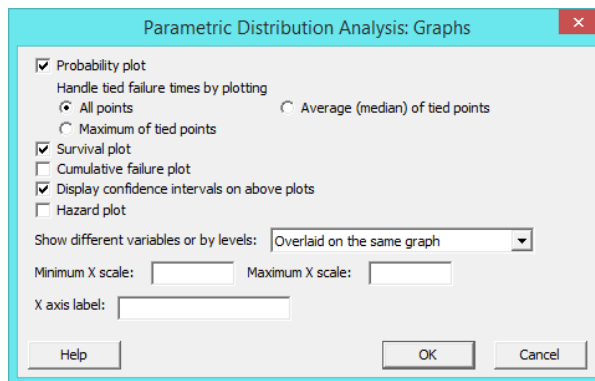 Parametric Distribution Analysis: Graphs
Probability plot
Handle tied failure times by plotting
All points Average (median) of tied points
Maximum of tied points
Survival plot
Cumulative failure plot
Display confidence intervals on above plots
Hazard plot
Show different variables or by levels: Overlaid on the same graph
Minimum X scale: Maximum X scale:
X axis label:
Help OK Cancel